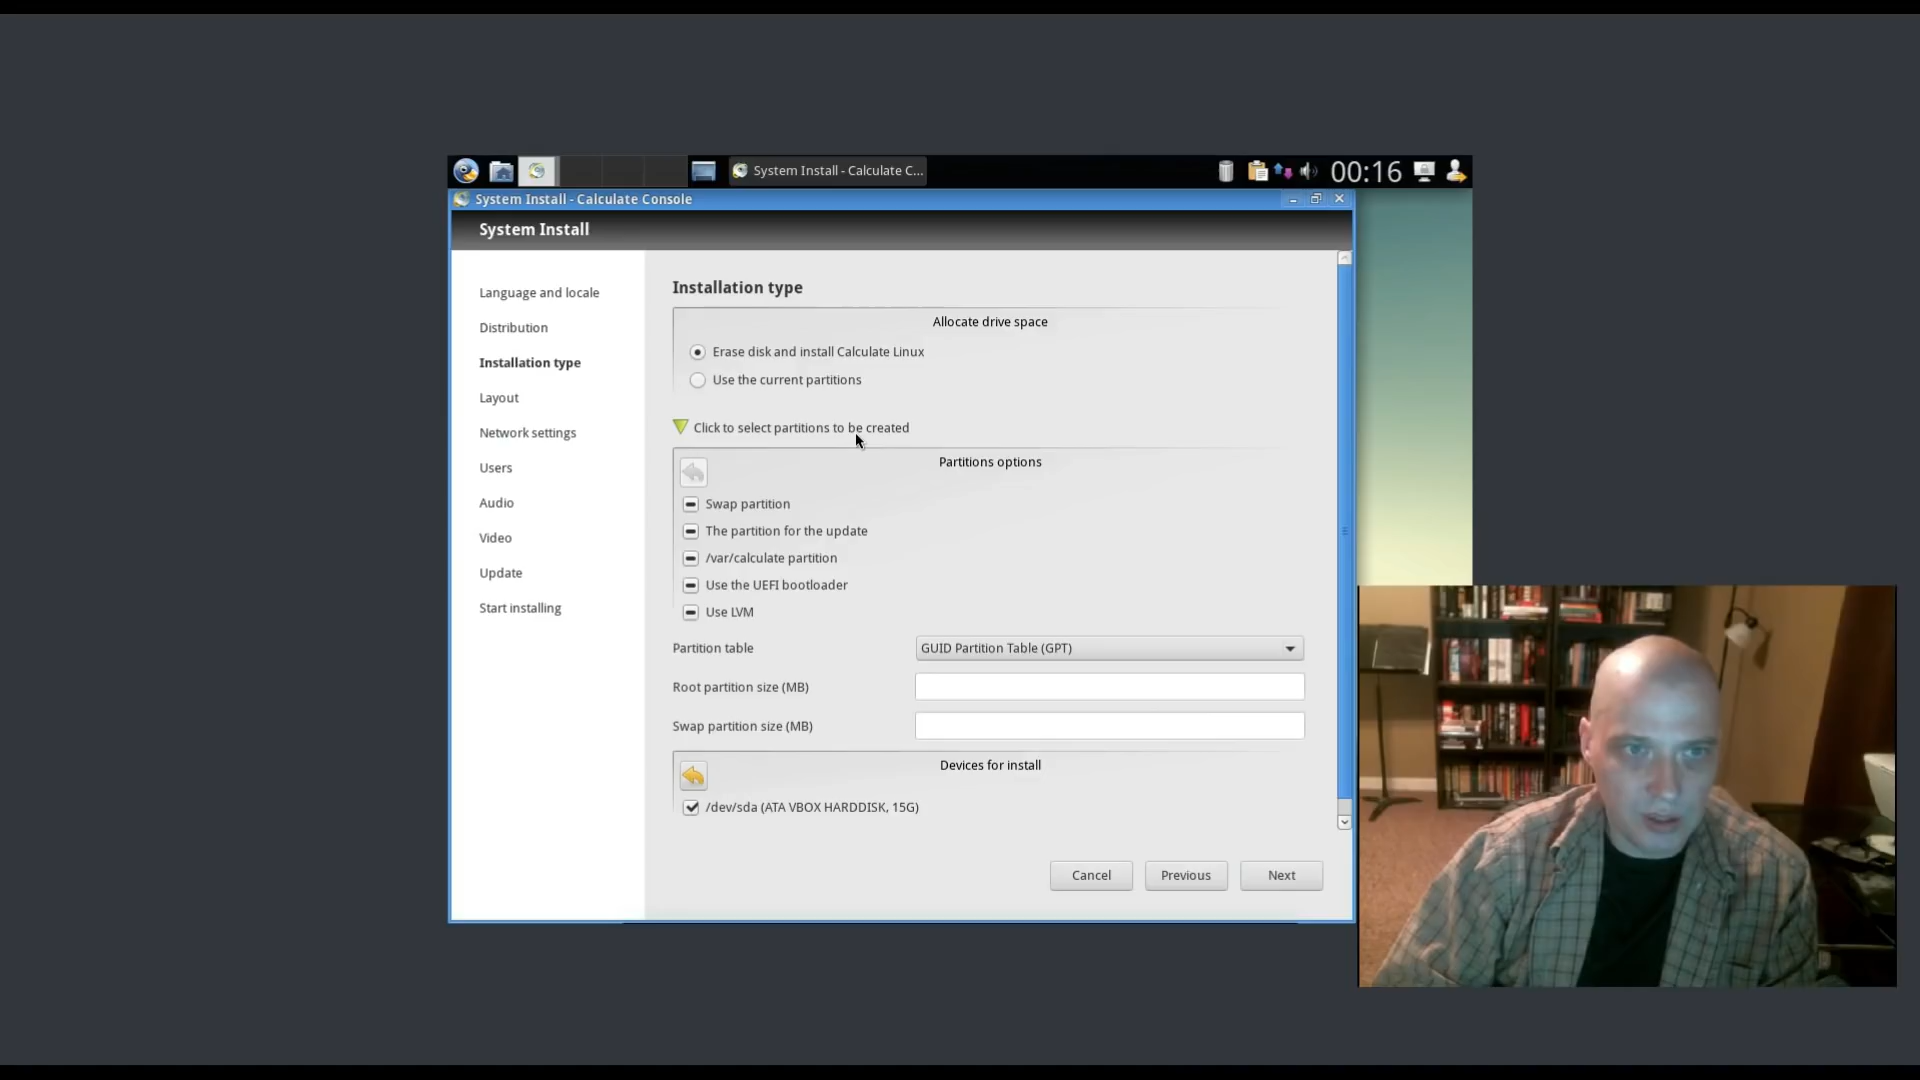 System Install - Calculate C...
00:16
System Install - Calculate Console
System Install
Language and locale
Distribution
Installation type
Layout
Network settings
Users
Audio
Video
Update
Start installing
Installation type
Allocate drive space
Erase disk and install Calculate Linux
Use the current partitions
Click to select partitions to be created
Partitions options
Swap partition
The partition for the update
/var/calculate partition
Use the UEFI bootloader
Use LVM
Partition table
GUID Partition Table (GPT)
Root partition size (MB)
Swap partition size (MB)
Devices for install
/dev/sda (ATA VBOX HARDDISK, 15G)
Cancel
Previous
Next